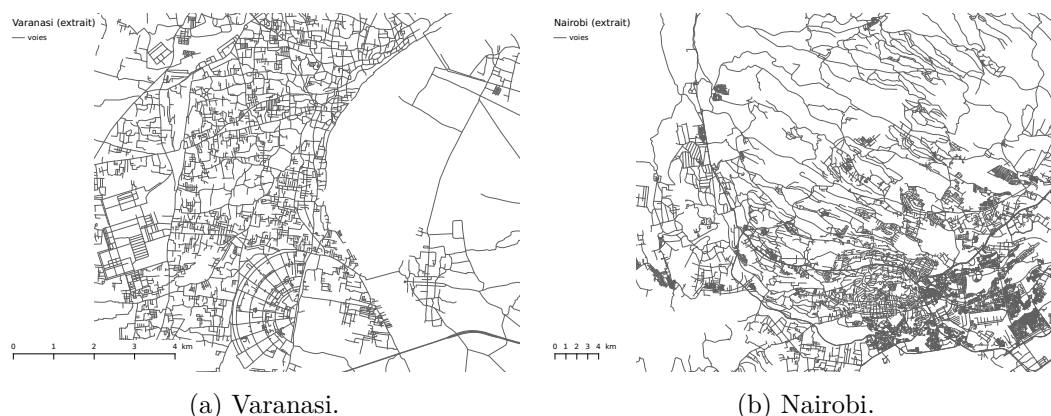 Varanasi (extrait)
voies
0 1 2 3 4 km
(a) Varanasi.
Nairobi (extrait)
voies
0 1 2 3 4 km
(b) Nairobi.